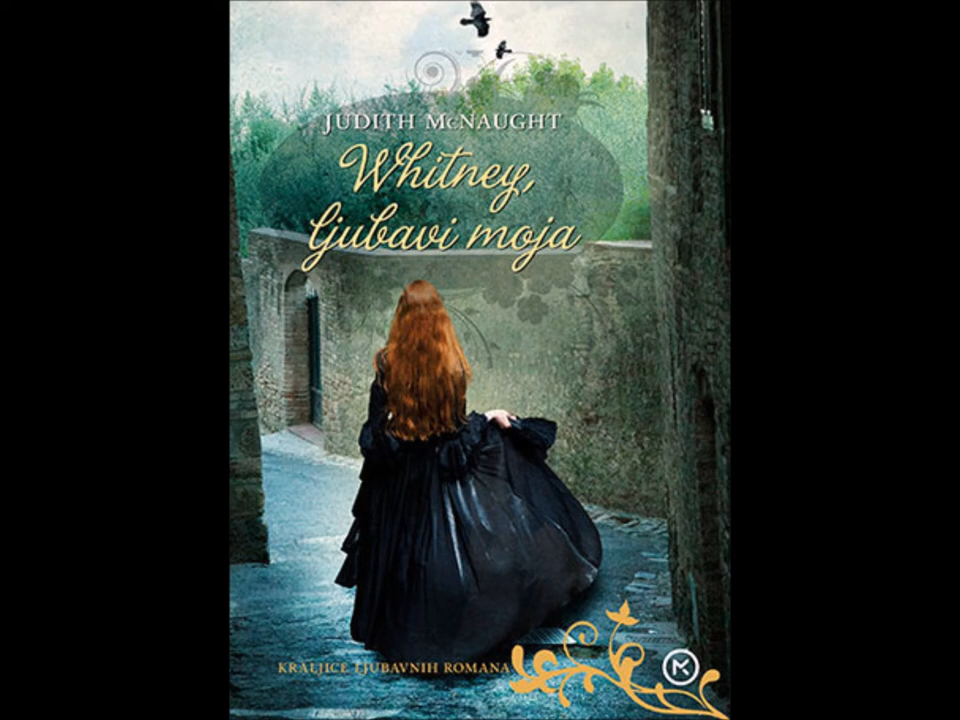 JUDITH McNAUGHT
Whitney,
ljubavi moja
KRALJICE LJUBAVNIH ROMANA